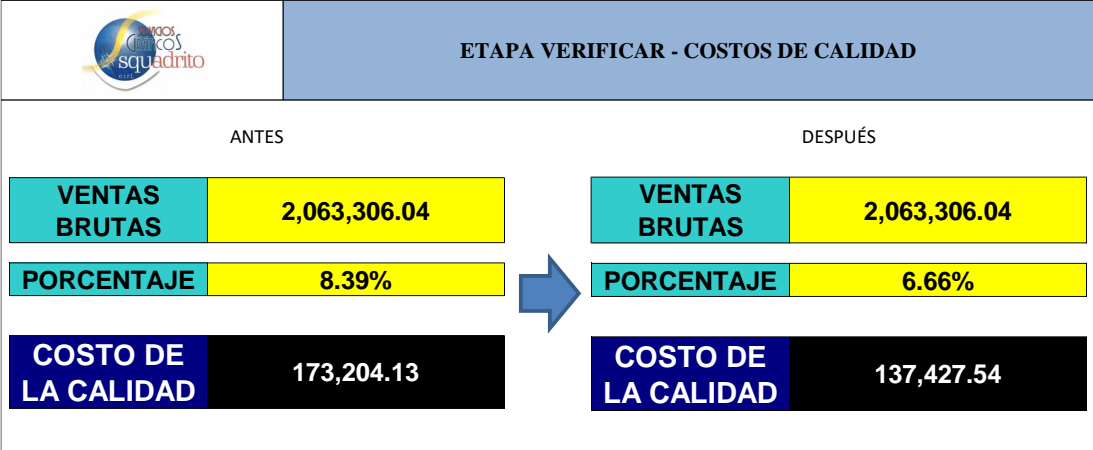 SERVICIOS
GRÁFICOS
squadrito
e.i.r.l
ETAPA VERIFICAR - COSTOS DE CALIDAD
ANTES
VENTAS
BRUTAS
2,063,306.04
PORCENTAJE
8.39%
COSTO DE
LA CALIDAD
173,204.13
DESPUÉS
VENTAS
BRUTAS
2,063,306.04
PORCENTAJE
6.66%
COSTO DE
LA CALIDAD
137,427.54